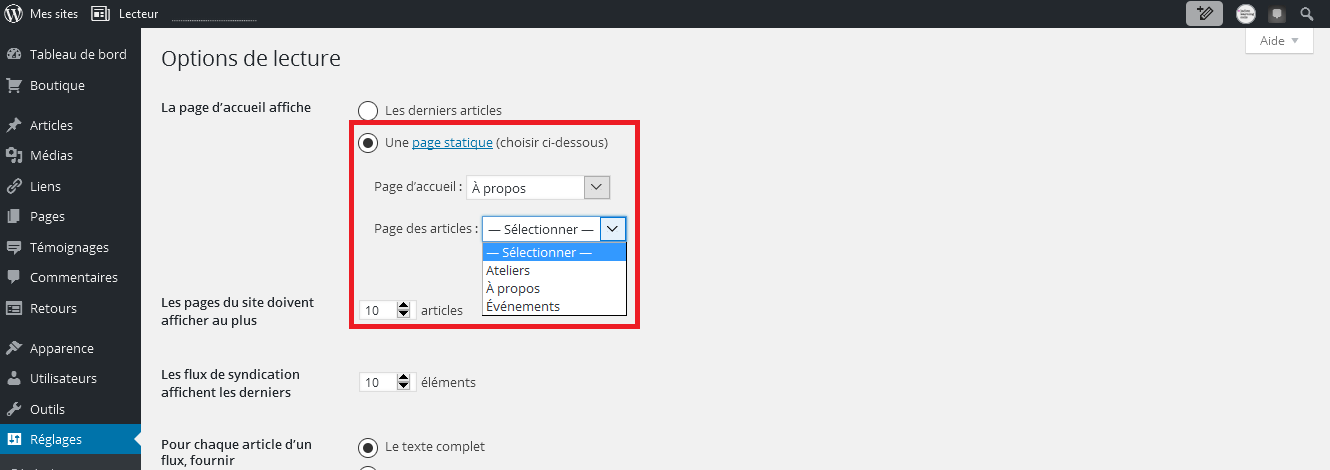 Mes sites Lecteur
Aide
Tableau de bord
Boutique
Articles
Médias
Liens
Pages
Témoignages
Commentaires
Retours
Apparence
Utilisateurs
Outils
Réglages
Options de lecture
La page d'accueil affiche
Les derniers articles
Une page statique (choisir ci-dessous)
Page d'accueil : À propos
Page des articles : — Sélectionner —
— Sélectionner —
Ateliers
À propos
Événements
Les pages du site doivent
afficher au plus
10 articles
Les flux de syndication
affichent les derniers
10 éléments
Pour chaque article d'un
flux, fournir
Le texte complet